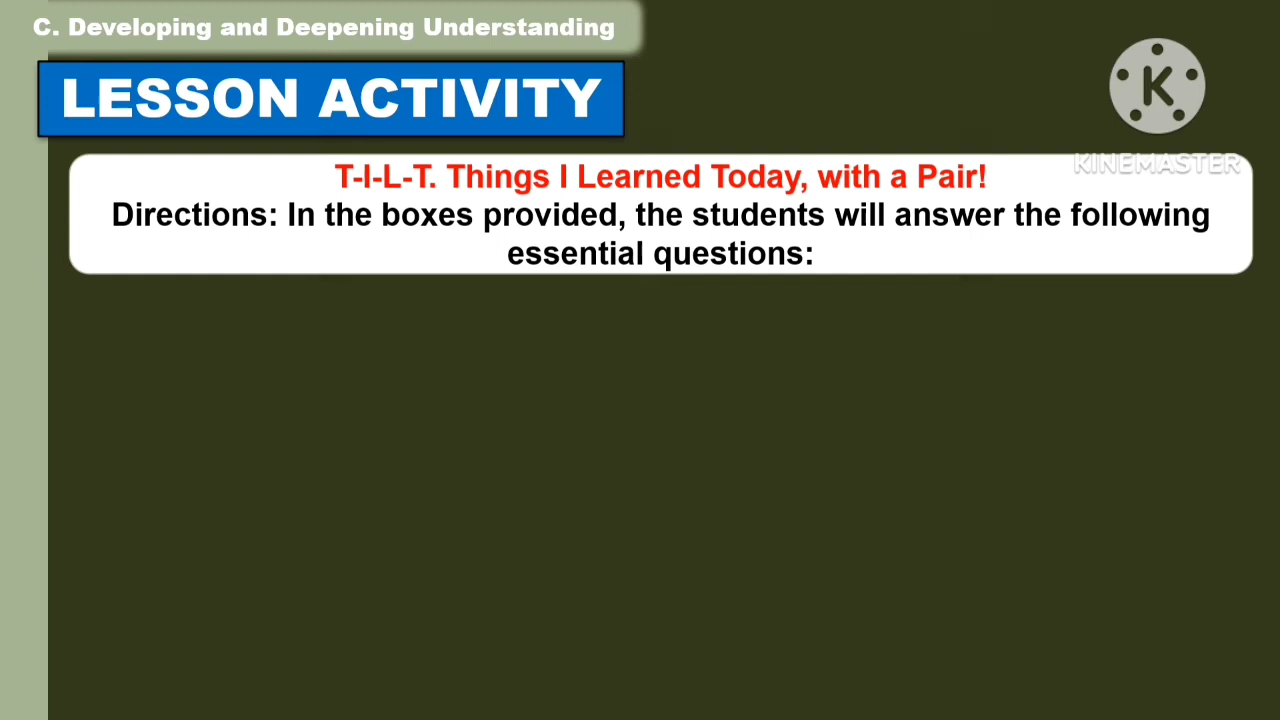 C. Developing and Deepening Understanding
LESSON ACTIVITY
K
KINEMASTER
T-I-L-T. Things I Learned Today, with a Pair!
Directions: In the boxes provided, the students will answer the following
essential questions: